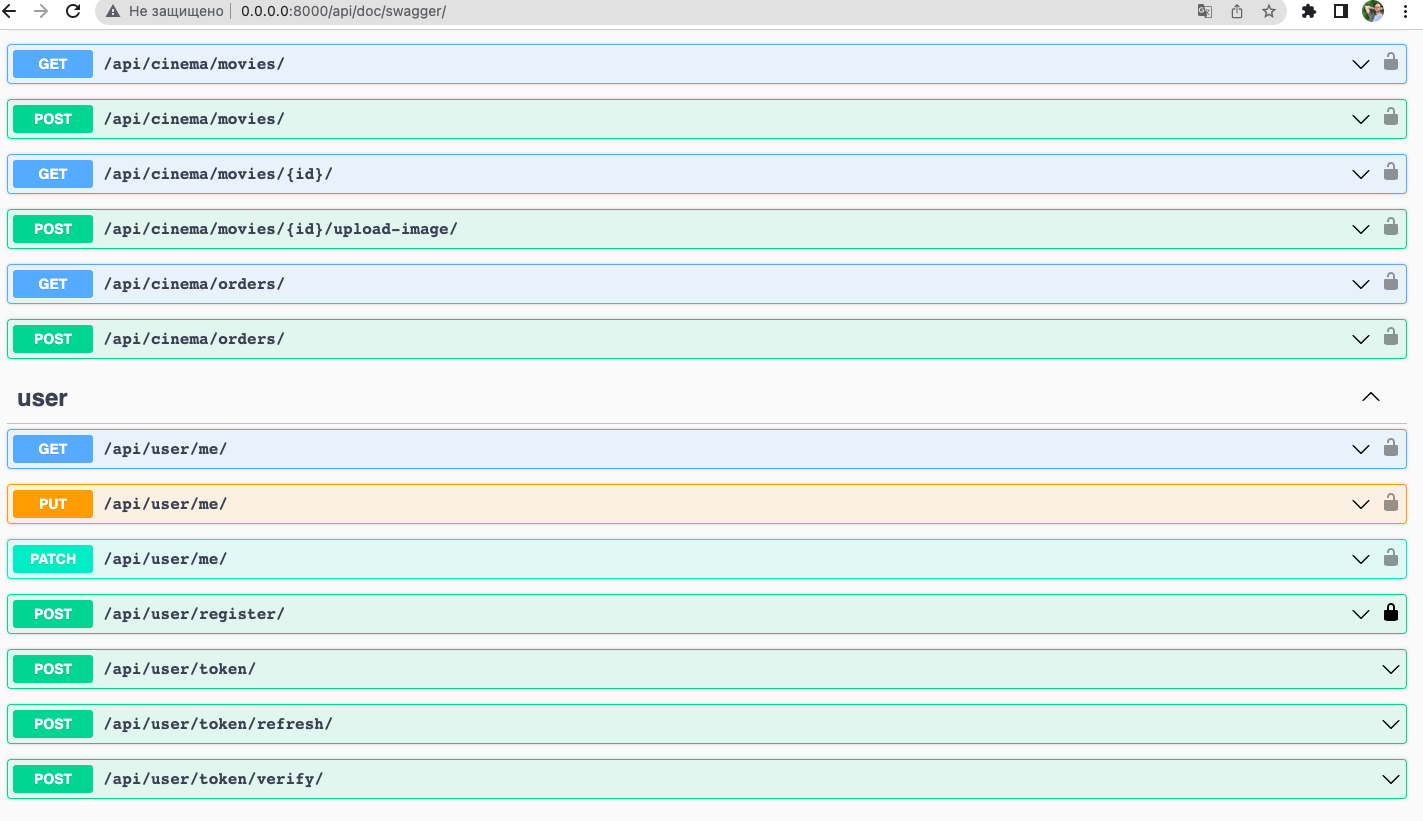 Не защищено 0.0.0.0:8000/api/doc/swagger/
GET /api/cinema/movies/
POST /api/cinema/movies/
GET /api/cinema/movies/{id}/
POST /api/cinema/movies/{id}/upload-image/
GET /api/cinema/orders/
POST /api/cinema/orders/
user
GET /api/user/me/
PUT /api/user/me/
PATCH /api/user/me/
POST /api/user/register/
POST /api/user/token/
POST /api/user/token/refresh/
POST /api/user/token/verify/